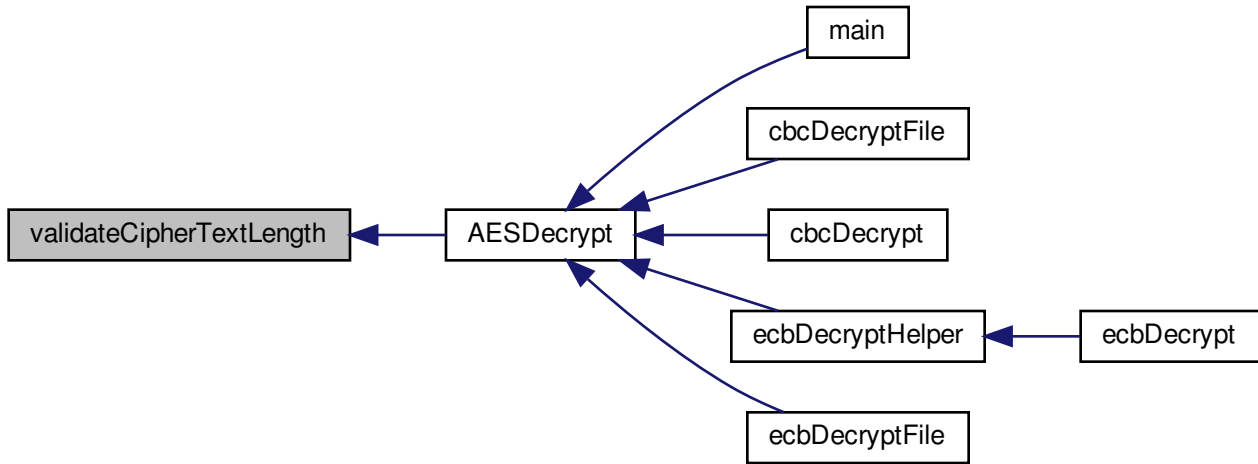 main
cbcDecryptFile
validateCipherTextLength
AESDecrypt
cbcDecrypt
ecbDecryptHelper
ecbDecrypt
ecbDecryptFile